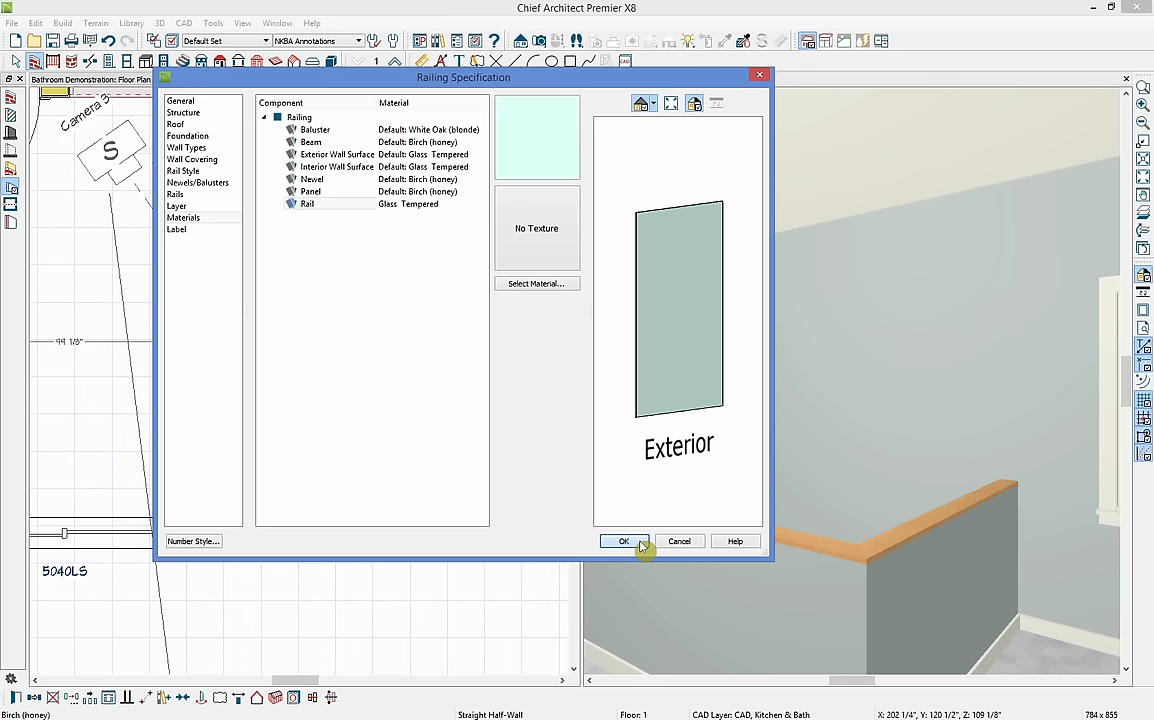 Chief Architect Premier X8
File Edit Build Terrain Library 3D CAD Tools Views Window Help
Default Set NKBA Annotations
1
Bathroom Demonstration: Floor Plan
Railing Specification
Camera 3
S
99 1/8"
5040LS
General
Structure
Roof
Foundation
Wall Types
Wall Covering
Rail Style
Newels/Balusters
Rails
Layer
Materials
Label
Component Material
Railing
Baluster Default: White Oak (blonde)
Beam Default: Birch (honey)
Exterior Wall Surface Default: Glass Tempered
Interior Wall Surface Default: Glass Tempered
Newel Default: Birch (honey)
Panel Default: Birch (honey)
Rail Glass Tempered
No Texture
Select Material...
Exterior
Number Style... OK Cancel Help
Birch (honey) Straight Half-Wall Floor: 1 CAD Layer: CAD, Kitchen & Bath X: 202 1/4", Y: 120 1/2", Z: 109 1/8" 784 x 855